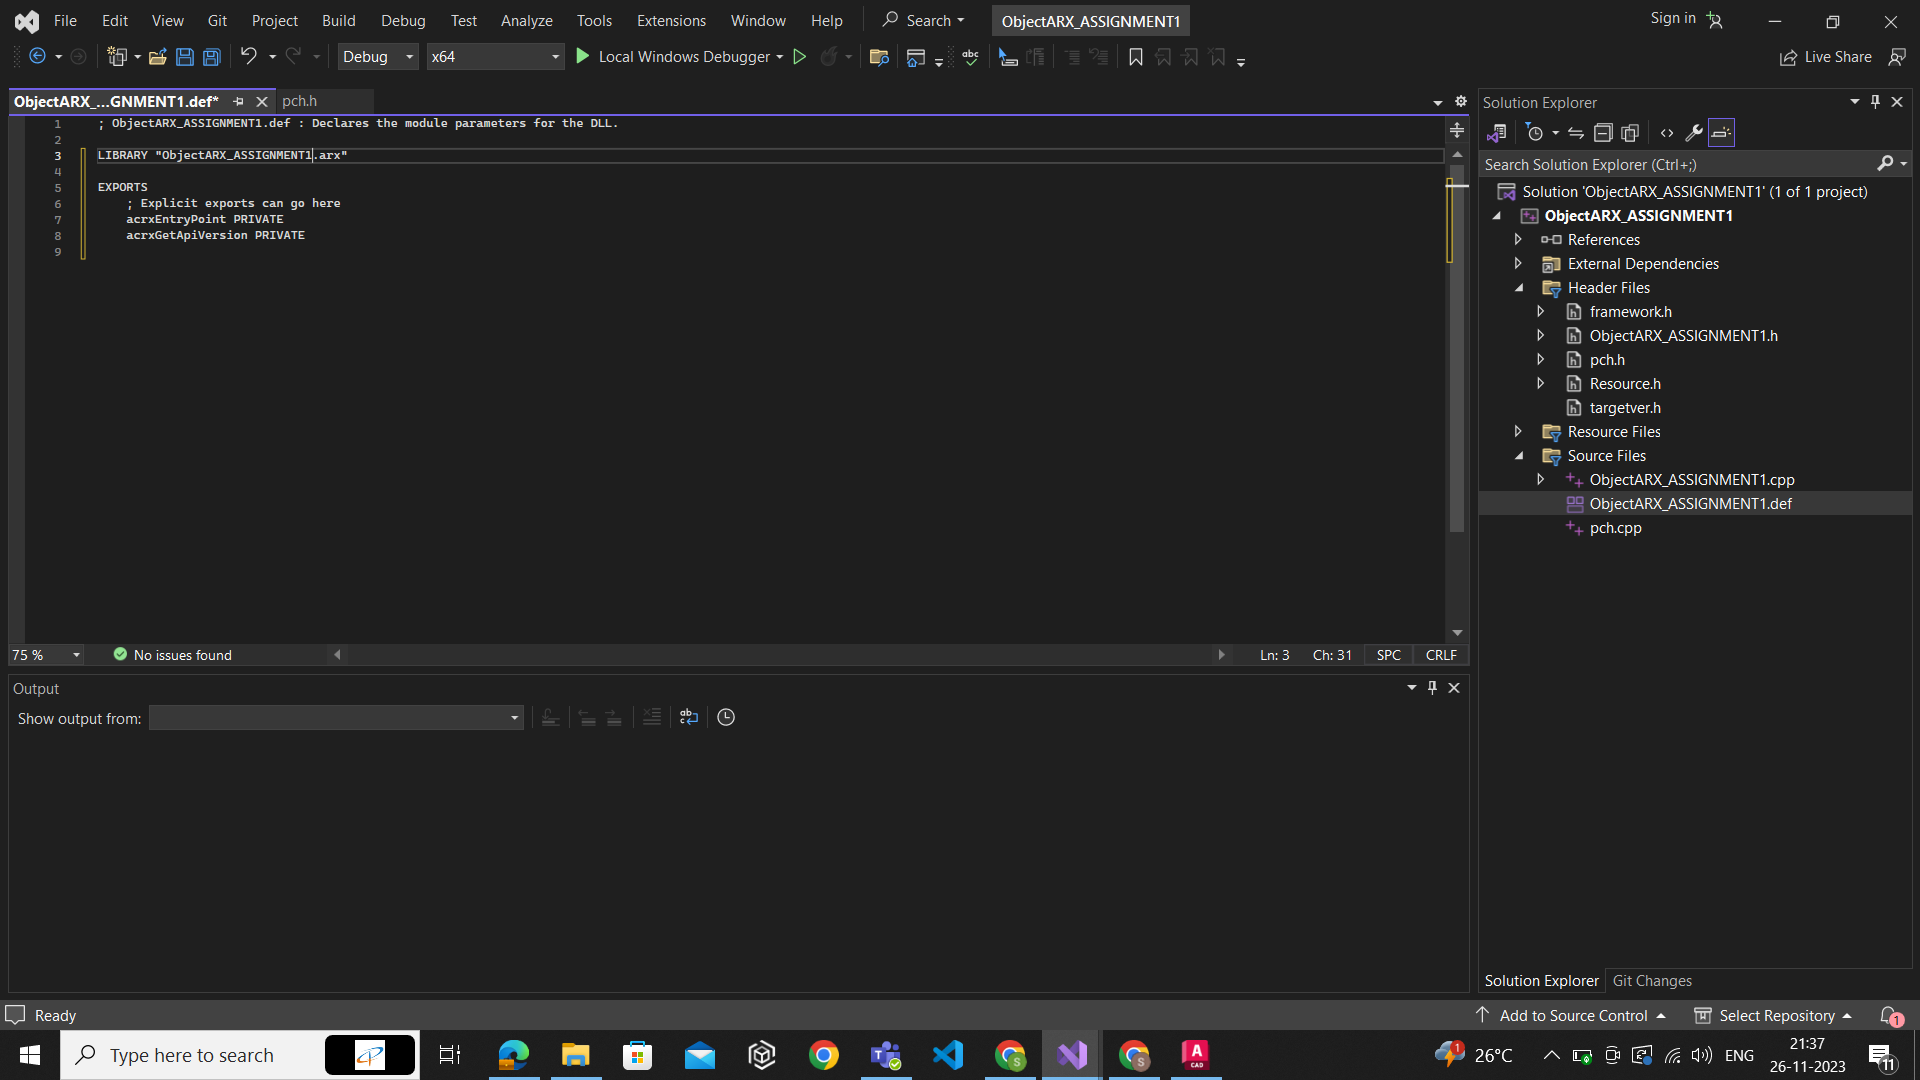 File Edit View Git Project Build Debug Test Analyze Tools Extensions Window Help Search ObjectARX_ASSIGNMENT1 Sign in
Debug x64 Local Windows Debugger Live Share
ObjectARX_...GNMENT1.def* pch.h
1 ; ObjectARX_ASSIGNMENT1.def : Declares the module parameters for the DLL.
2
3 LIBRARY "ObjectARX_ASSIGNMENT1.arx"
4
5 EXPORTS
6 ; Explicit exports can go here
7 acrxEntryPoint PRIVATE
8 acrxGetApiVersion PRIVATE
9
75 % No issues found Ln: 3 Ch: 31 SPC CRLF
Output
Show output from:
Solution Explorer
Search Solution Explorer (Ctrl+;)
Solution 'ObjectARX_ASSIGNMENT1' (1 of 1 project)
ObjectARX_ASSIGNMENT1
References
External Dependencies
Header Files
framework.h
ObjectARX_ASSIGNMENT1.h
pch.h
Resource.h
targetver.h
Resource Files
Source Files
ObjectARX_ASSIGNMENT1.cpp
ObjectARX_ASSIGNMENT1.def
pch.cpp
Solution Explorer Git Changes
Ready Add to Source Control Select Repository 1
Type here to search 26°C ENG 21:37
26-11-2023 11